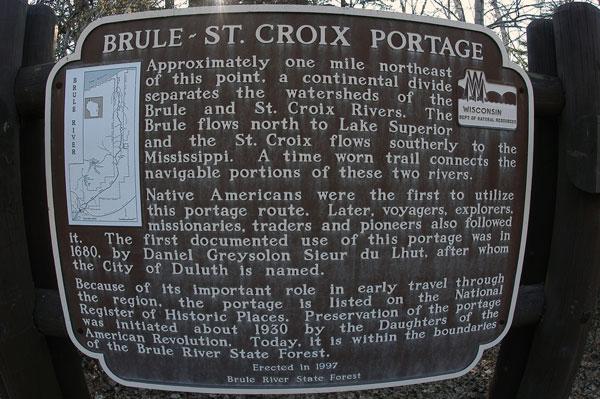 BRULE - ST. CROIX PORTAGE
Approximately one mile northeast
of this point, a continental divide
separates the watersheds of the
Brule and St. Croix Rivers. The
Brule flows north to Lake Superior
and the St. Croix flows southerly to the
Mississippi. A time worn trail connects the
navigable portions of these two rivers.
BRULE RIVER
WISCONSIN
DEPT. OF NATURAL RESOURCES
Native Americans were the first to utilize
this portage route. Later, voyagers, explorers,
missionaries, traders and pioneers also followed
it. The first documented use of this portage was in
1680, by Daniel Greysolon Sieur du Lhut, after whom
the City of Duluth is named.
Because of its important role in early travel through
the region, the portage is listed on the National
Register of Historic Places. Preservation of the portage
was initiated about 1930 by the Daughters of the
American Revolution. Today, it is within the boundaries
of the Brule River State Forest.
Erected in 1997
Brule River State Forest